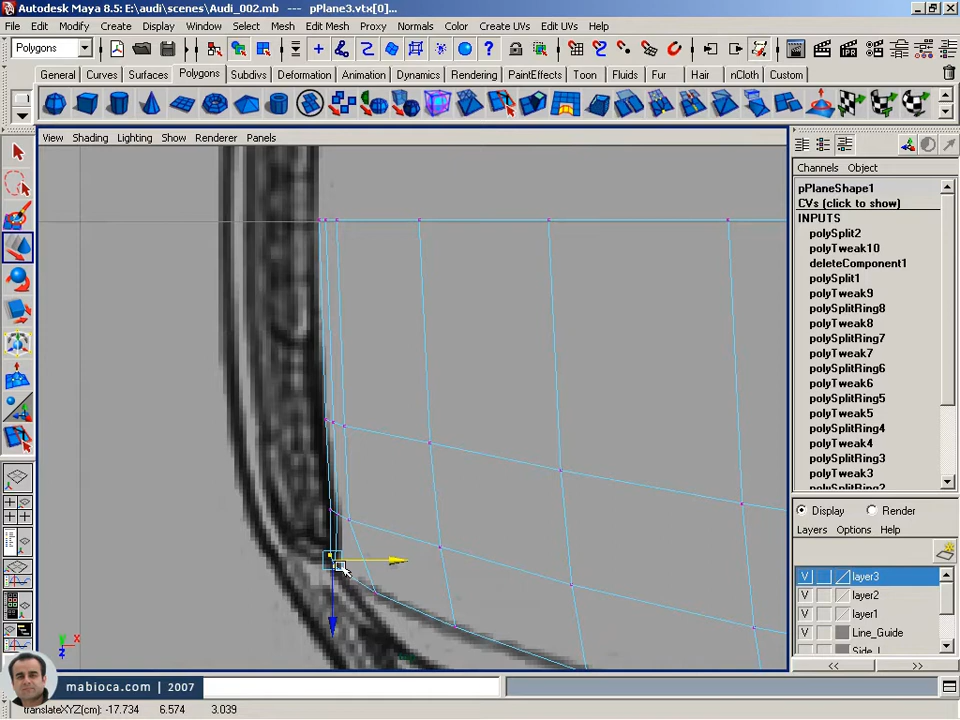 Autodesk Maya 8.5: E:\audi\scenes\Audi_002.mb --- pPlane3.vtx[0]...
File Edit Modify Create Display Window Select Mesh Edit Mesh Proxy Normals Color Create UVs Edit UVs Help
Polygons
IPR
General Curves Surfaces Polygons Subdivs Deformation Animation Dynamics Rendering PaintEffects Toon Fluids Fur Hair nCloth Custom
View Shading Lighting Show Renderer Panels
Channels Object
pPlaneShape1
CVs (click to show)
INPUTS
polySplit2
polyTweak10
deleteComponent1
polySplit1
polyTweak9
polySplitRing8
polyTweak8
polySplitRing7
polyTweak7
polySplitRing6
polyTweak6
polySplitRing5
polyTweak5
polySplitRing4
polyTweak4
polySplitRing3
polyTweak3
polySplitRing2
Display Render
Layers Options Help
V layer3
V layer2
V layer1
V Line_Guide
y x
z
mabioca.com | 2007
<< >>
translateXYZ(cm): -17.734 6.574 3.039